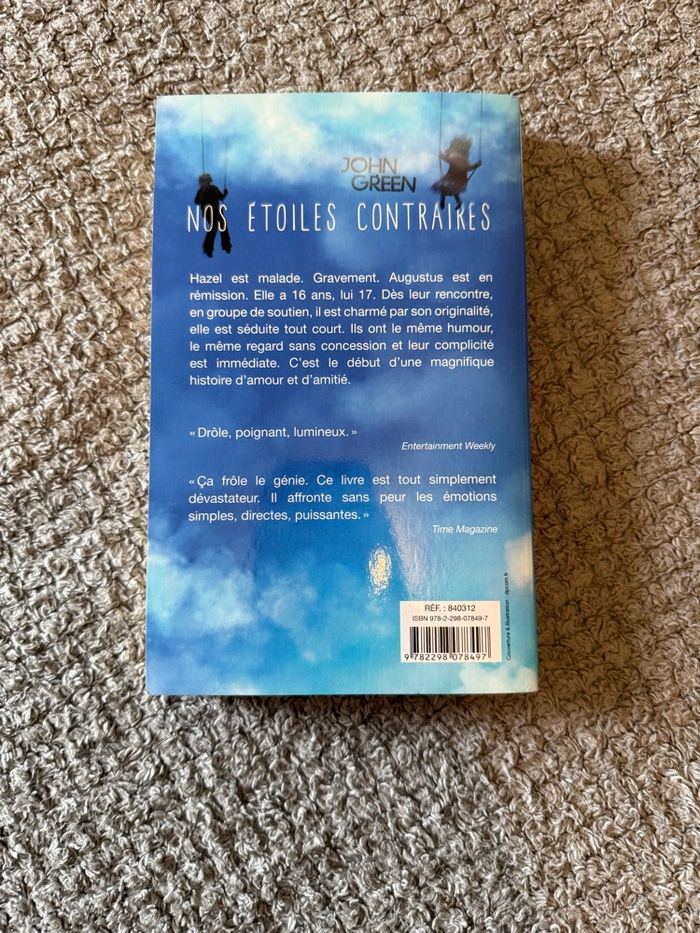 JOHN
GREEN
NOS ÉTOILES CONTRAIRES
Hazel est malade. Gravement. Augustus est en
rémission. Elle a 16 ans, lui 17. Dès leur rencontre,
en groupe de soutien, il est charmé par son originalité,
elle est séduite tout court. Ils ont le même humour,
le même regard sans concession et leur complicité
est immédiate. C'est le début d'une magnifique
histoire d'amour et d'amitié.
« Drôle, poignant, lumineux. »
Entertainment Weekly
« Ça frôle le génie. Ce livre est tout simplement
dévastateur. Il affronte sans peur les émotions
simples, directes, puissantes. »
Time Magazine
RÉF. : 840312
ISBN 978-2-298-07849-7
9 782298 078497
Couverture & illustration : dpcom.fr